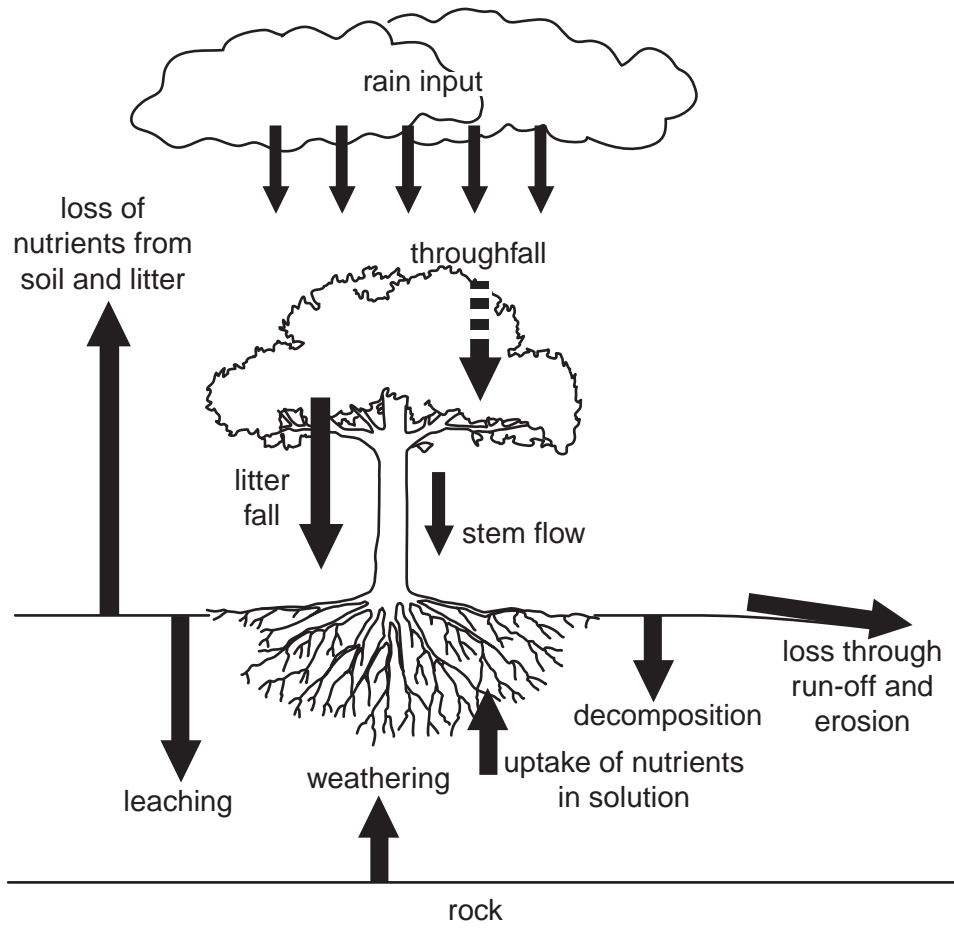 rain input
loss of
nutrients from
soil and litter
throughfall
litter
fall
stem flow
loss through
run-off and
erosion
decomposition
uptake of nutrients
in solution
weathering
leaching
rock